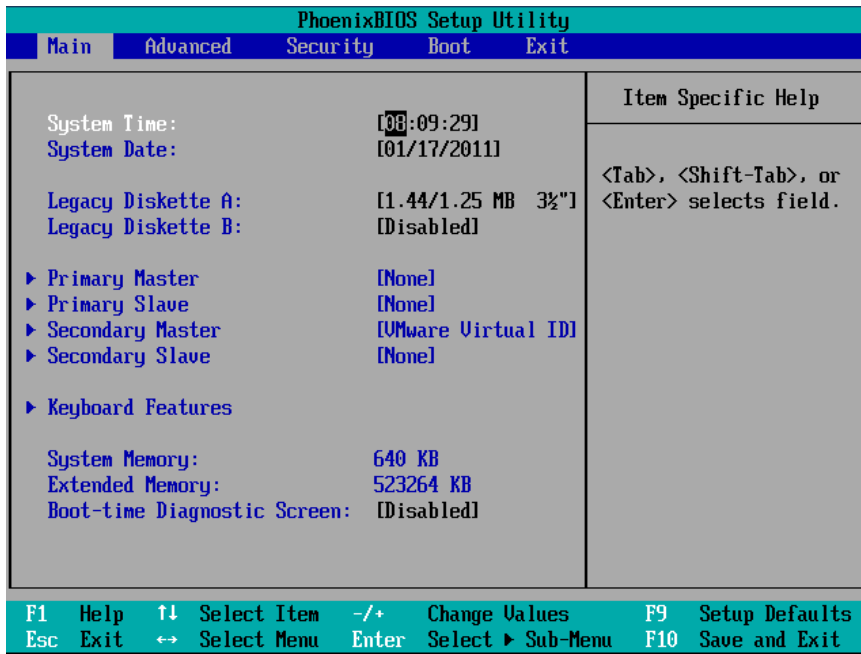 PhoenixBIOS Setup Utility
Main Advanced Security Boot Exit
Item Specific Help
System Time: [08:09:29]
System Date: [01/17/2011]
<Tab>, <Shift-Tab>, or
<Enter> selects field.
Legacy Diskette A: [1.44/1.25 MB 3½"]
Legacy Diskette B: [Disabled]
Primary Master [None]
Primary Slave [None]
Secondary Master [VMware Virtual ID]
Secondary Slave [None]
Keyboard Features
System Memory: 640 KB
Extended Memory: 523264 KB
Boot-time Diagnostic Screen: [Disabled]
F1 Help ↑↓ Select Item -/+ Change Values F9 Setup Defaults
Esc Exit ↔ Select Menu Enter Select ▶ Sub-Menu F10 Save and Exit